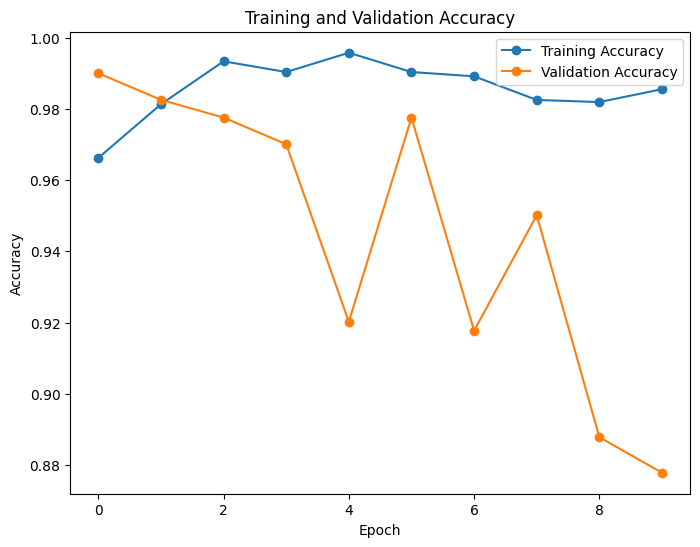 Training and Validation Accuracy
Training Accuracy
Validation Accuracy
1.00
0.98
0.96
0.94
0.92
0.90
0.88
Accuracy
0 2 4 6 8
Epoch